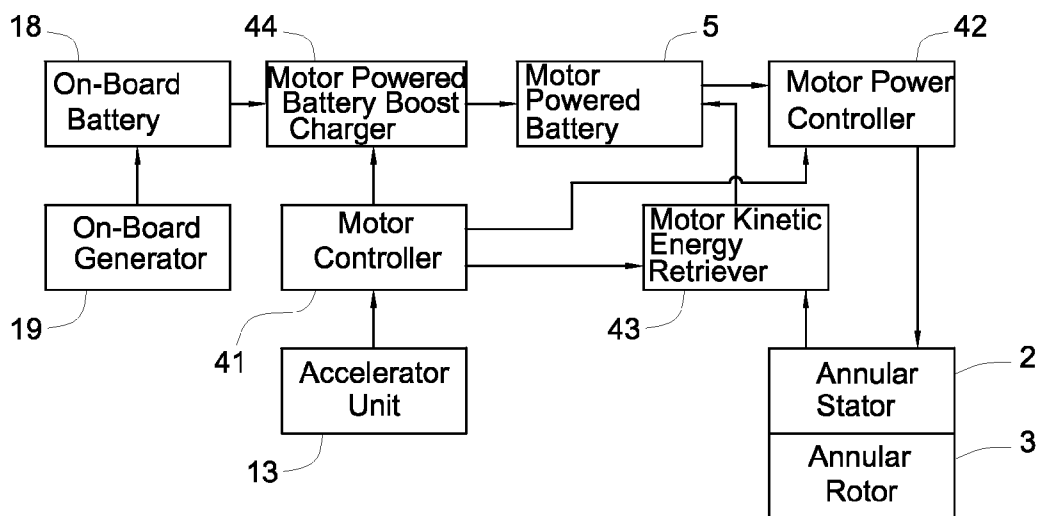 18
44
5
42
On-Board
Battery
Motor Powered
Battery Boost
Charger
Motor
Powered
Battery
Motor Power
Controller
On-Board
Generator
Motor
Controller
Motor Kinetic
Energy
Retriever
19
41
43
Accelerator
Unit
13
Annular
Stator
2
Annular
Rotor
3